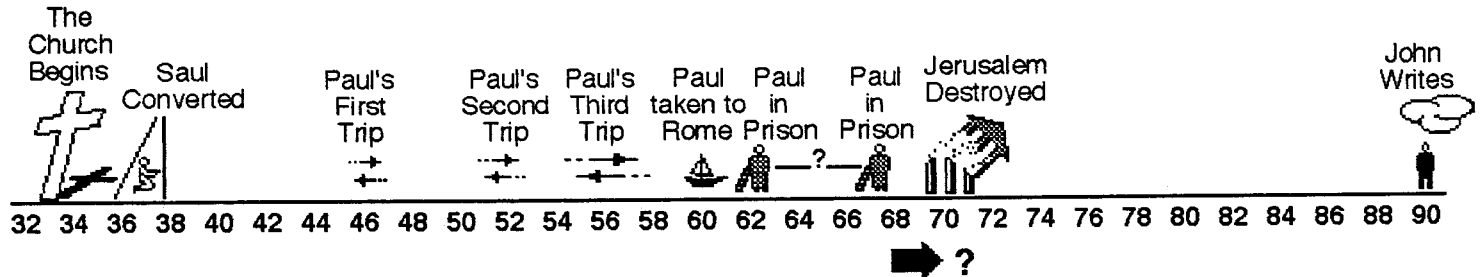 The
Church
Begins
Saul
Converted
Paul's
First
Trip
Paul's
Second
Trip
Paul's
Third
Trip
Paul
taken to
Rome
Paul
in
Prison
?
Paul
in
Prison
Jerusalem
Destroyed
John
Writes
32 34 36 38 40 42 44 46 48 50 52 54 56 58 60 62 64 66 68 70 72 74 76 78 80 82 84 86 88 90
?